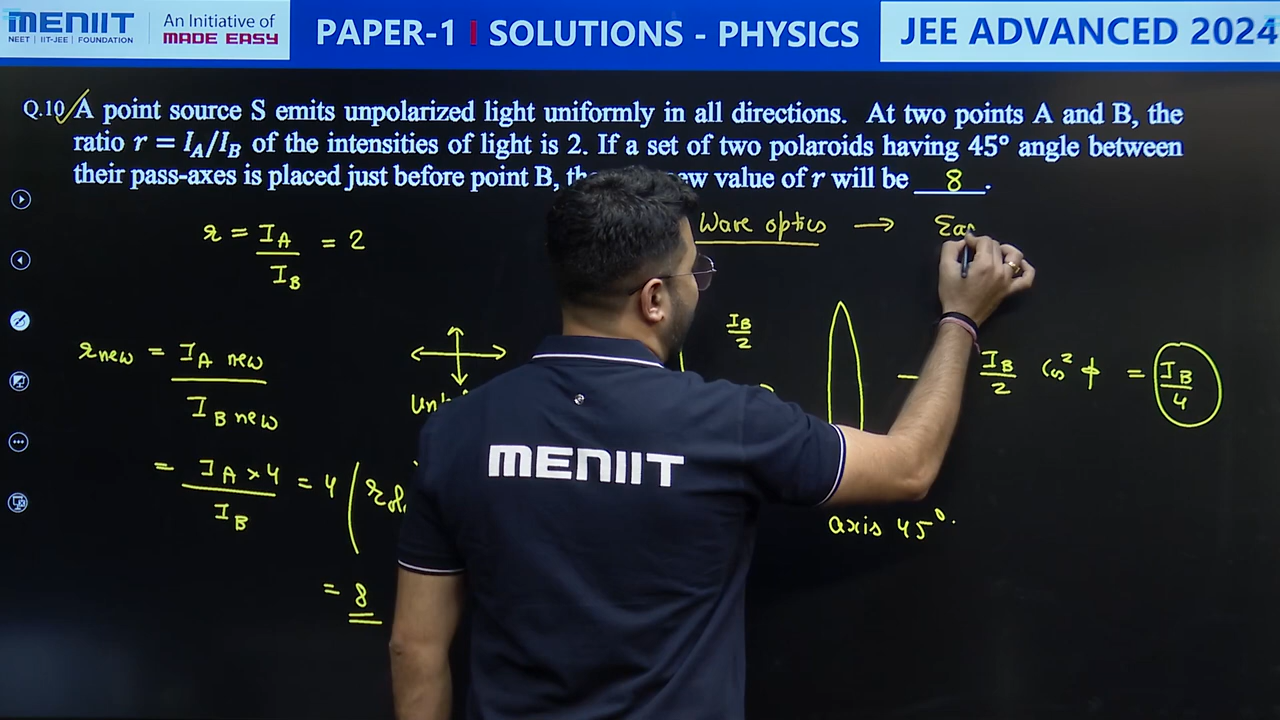 MENIIT
NEET | IIT-JEE | FOUNDATION
An Initiative of
MADE EASY
PAPER-1 | SOLUTIONS - PHYSICS
JEE ADVANCED 2024
Q.10 A point source S emits unpolarized light uniformly in all directions. At two points A and B, the
ratio r = I_A/I_B of the intensities of light is 2. If a set of two polaroids having 45° angle between
their pass-axes is placed just before point B, value of r will be 8.
r = I_A / I_B = 2
Wave optics →
r new = I_A new / I_B new
I_B / 2
I_B / 2 cos² φ = I_B / 4
= I_A × 4 / I_B = 4
axis 45°.
= 8
MENIIT